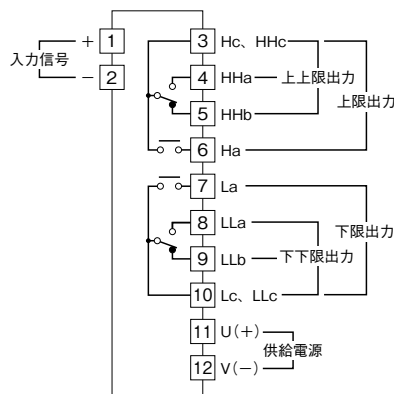 入力信号
+ 1
− 2
3 Hc、HHc
4 HHa
5 HHb
上上限出力
6 Ha
上限出力
7 La
8 LLa
9 LLb
下下限出力
10 Lc、LLc
下限出力
11 U(+)
12 V(−)
供給電源